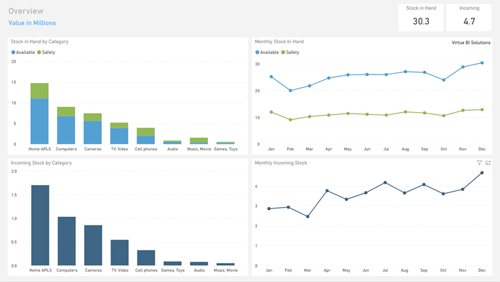 Overview
Value in Millions
Stock in Hand
30.3
Incoming
4.7
Stock in Hand by Category
Available Safety
20
15
10
5
0
Home APLS Computers Cameras TV, Video Cell phones Audio Music, Movie Games, Toys
Monthly Stock In Hand
Virtue BI Solutions
Available Safety
30
20
10
0
Jan Feb Mar Apr May Jun Jul Aug Sep Oct Nov Dec
Incoming Stock by Category
2.0
1.5
1.0
0.5
0.0
Home APLS Computers Cameras TV, Video Cell phones Games, Toys Audio Music, Movie
Monthly Incoming Stock
4
3
2
1
0
Jan Feb Mar Apr May Jun Jul Aug Sep Oct Nov Dec